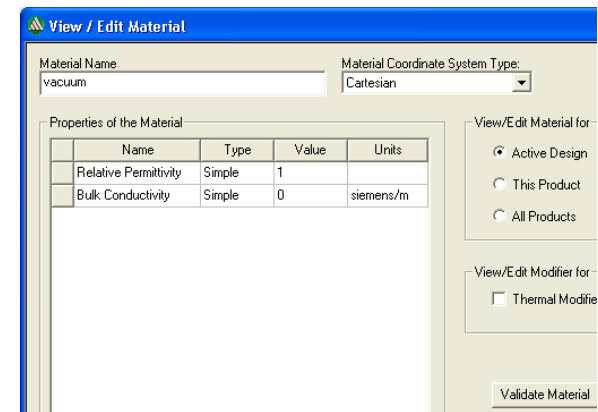 View / Edit Material
Material Name
Material Coordinate System Type:
vacuum
Cartesian
Properties of the Material
View/Edit Material for
Name Type Value Units
Relative Permittivity Simple 1
Bulk Conductivity Simple 0 siemens/m
Active Design
This Product
All Products
View/Edit Modifier for
Thermal Modifie
Validate Material